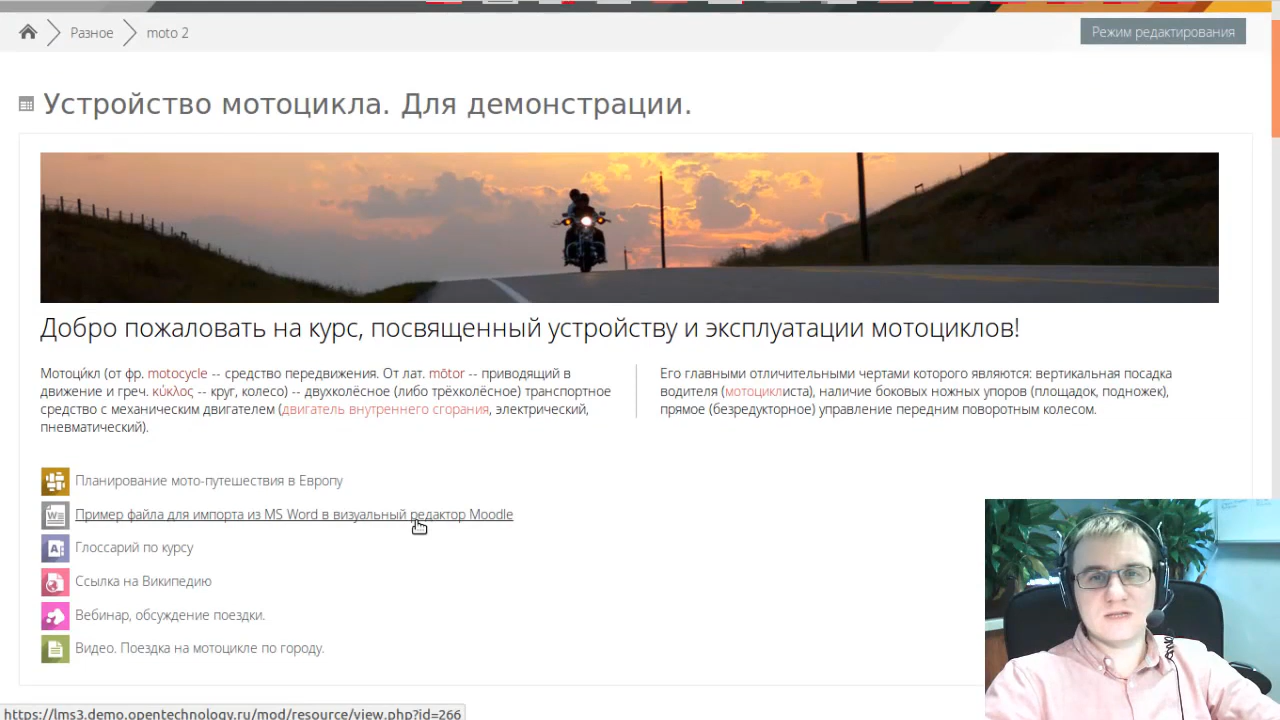 Разное moto 2 Режим редактирования
Устройство мотоцикла. Для демонстрации.
Добро пожаловать на курс, посвященный устройству и эксплуатации мотоциклов!
Мотоци́кл (от фр. motocycle -- средство передвижения. От лат. mōtor -- приводящий в
движение и греч. κύκλος -- круг, колесо) -- двухколёсное (либо трёхколёсное) транспортное
средство с механическим двигателем (двигатель внутреннего сгорания, электрический,
пневматический).
Его главными отличительными чертами которого являются: вертикальная посадка
водителя (мотоциклиста), наличие боковых ножных упоров (площадок, подножек),
прямое (безредукторное) управление передним поворотным колесом.
Планирование мото-путешествия в Европу
Пример файла для импорта из MS Word в визуальный редактор Moodle
Глоссарий по курсу
Ссылка на Википедию
Вебинар, обсуждение поездки.
Видео. Поездка на мотоцикле по городу.
https://lms3.demo.opentechnology.ru/mod/resource/view.php?id=266